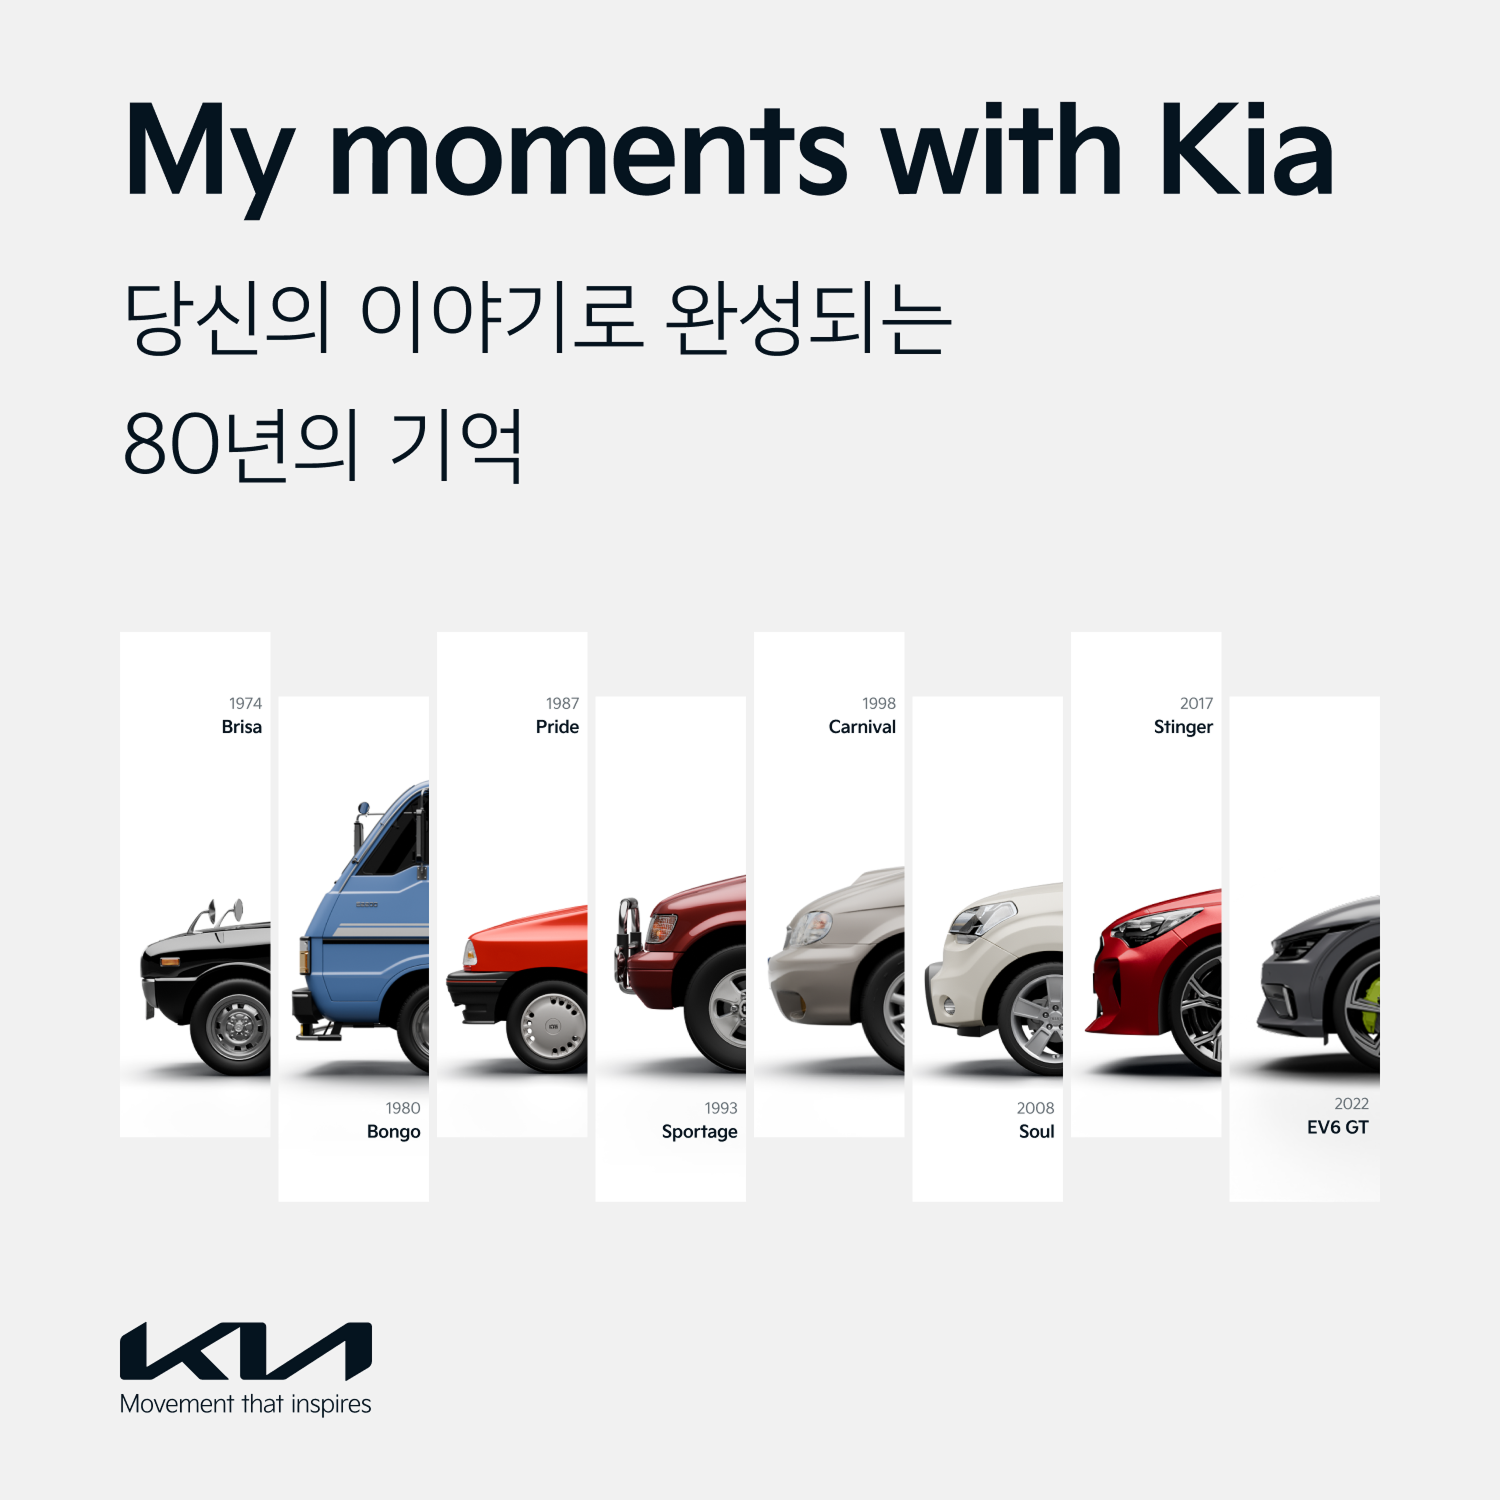 My moments with Kia
당신의 이야기로 완성되는
80년의 기억
1974
Brisa
1980
Bongo
1987
Pride
1993
Sportage
1998
Carnival
2008
Soul
2017
Stinger
2022
EV6 GT
KIA
Movement that inspires